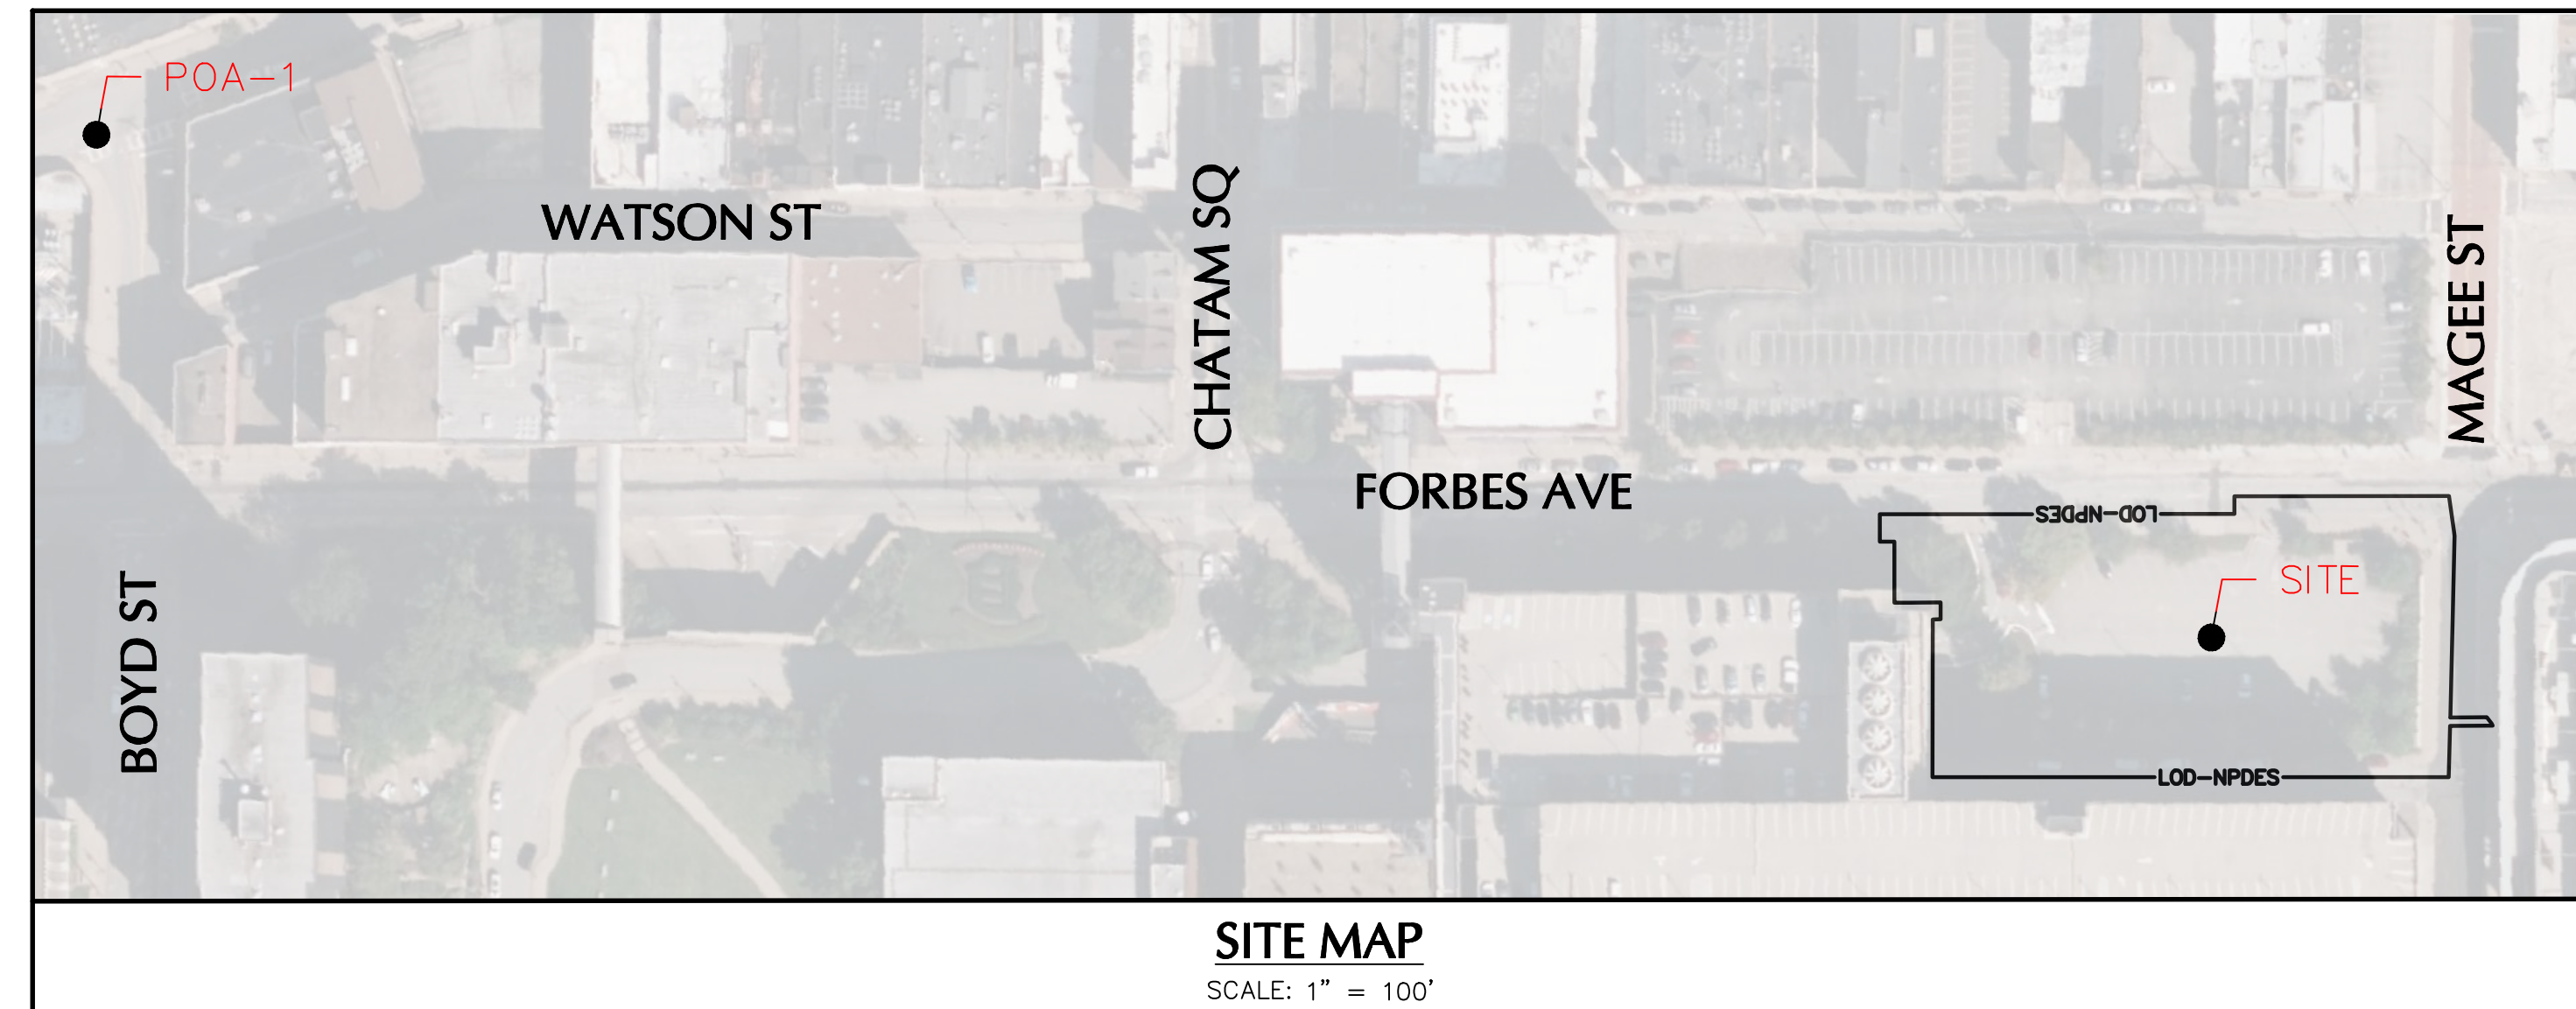 POA-1
WATSON ST
CHATAM SQ
MAGEE ST
FORBES AVE
LOD-NPDES
SITE
BOYD ST
LOD-NPDES
SITE MAP
SCALE: 1” = 100’